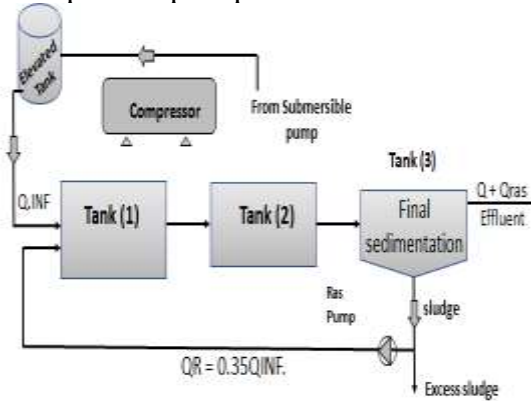 Elevated
Tank
Compressor
From Submersible
pump
Tank (3)
Q,INF
Tank (1)
Tank (2)
Final
sedimentation
Q + Qras
Effluent
Ras
Pump
sludge
QR = 0.35QINF.
Excess sludge